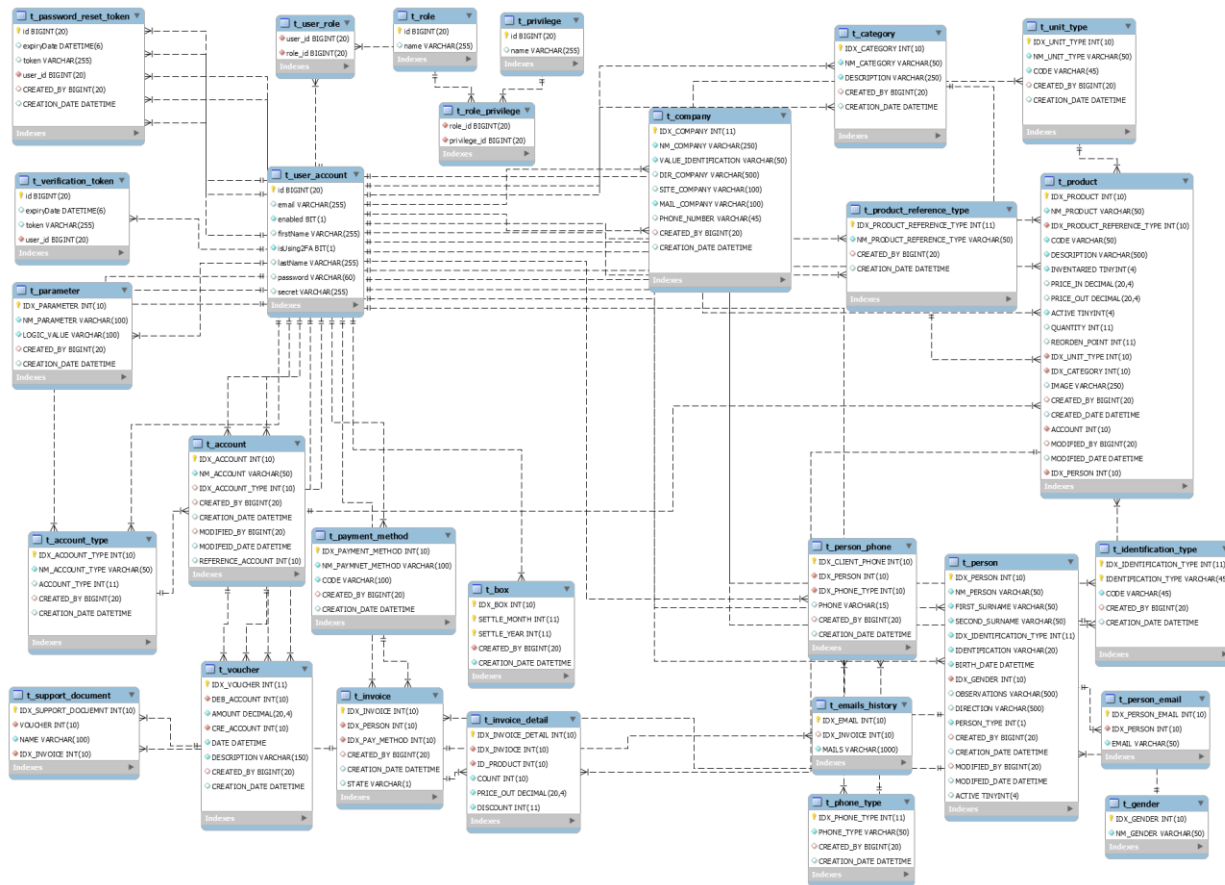 t_password_reset_token
id BIGINT(20)
expiryDate DATETIME(6)
token VARCHAR(255)
user_id BIGINT(20)
CREATED_BY BIGINT(20)
CREATION_DATE DATETIME
Indexes
t_user_role
user_id BIGINT(20)
role_id BIGINT(20)
Indexes
t_role
id BIGINT(20)
name VARCHAR(255)
Indexes
t_privilege
id BIGINT(20)
name VARCHAR(255)
Indexes
t_role_privilege
role_id BIGINT(20)
privilege_id BIGINT(20)
Indexes
t_category
IDX_CATEGORY INT(10)
NM_CATEGORY VARCHAR(50)
DESCRIPTION VARCHAR(250)
CREATED_BY BIGINT(20)
CREATION_DATE DATETIME
Indexes
t_unit_type
IDX_UNIT_TYPE INT(10)
NM_UNIT_TYPE VARCHAR(50)
CODE VARCHAR(45)
CREATED_BY BIGINT(20)
CREATION_DATE DATETIME
Indexes
t_company
IDX_COMPANY INT(11)
NM_COMPANY VARCHAR(250)
VALUE_IDENTIFICATION VARCHAR(50)
DIR_COMPANY VARCHAR(500)
SITE_COMPANY VARCHAR(100)
MAIL_COMPANY VARCHAR(100)
PHONE_NUMBER VARCHAR(45)
CREATED_BY BIGINT(20)
CREATION_DATE DATETIME
Indexes
t_verification_token
id BIGINT(20)
expiryDate DATETIME(6)
token VARCHAR(255)
user_id BIGINT(20)
Indexes
t_user_account
id BIGINT(20)
email VARCHAR(255)
enabled BIT(1)
firstName VARCHAR(255)
isUsing2FA BIT(1)
lastName VARCHAR(255)
password VARCHAR(60)
secret VARCHAR(255)
Indexes
t_product_reference_type
IDX_PRODUCT_REFERENCE_TYPE INT(11)
NM_PRODUCT_REFERENCE_TYPE VARCHAR(50)
CREATED_BY BIGINT(20)
CREATION_DATE DATETIME
Indexes
t_product
IDX_PRODUCT INT(10)
NM_PRODUCT VARCHAR(50)
IDX_PRODUCT_REFERENCE_TYPE INT(10)
CODE VARCHAR(50)
DESCRIPTION VARCHAR(500)
INVENTARIED TINYINT(4)
PRICE_IN DECIMAL(20,4)
PRICE_OUT DECIMAL(20,4)
ACTIVE TINYINT(4)
QUANTITY INT(11)
REORDEN_POINT INT(11)
IDX_UNIT_TYPE INT(10)
IDX_CATEGORY INT(10)
IMAGE VARCHAR(250)
CREATED_BY BIGINT(20)
CREATED_DATE DATETIME
ACCOUNT INT(10)
MODIFIED_BY BIGINT(20)
MODIFIED_DATE DATETIME
IDX_PERSON INT(10)
Indexes
t_parameter
IDX_PARAMETER INT(10)
NM_PARAMETER VARCHAR(100)
LOGIC_VALUE VARCHAR(100)
CREATED_BY BIGINT(20)
CREATION_DATE DATETIME
Indexes
t_account
IDX_ACCOUNT INT(10)
NM_ACCOUNT VARCHAR(50)
IDX_ACCOUNT_TYPE INT(10)
CREATED_BY BIGINT(20)
CREATION_DATE DATETIME
MODIFIED_BY BIGINT(20)
MODIFEID_DATE DATETIME
REFERENCE_ACCOUNT INT(10)
Indexes
t_account_type
IDX_ACCOUNT_TYPE INT(10)
NM_ACCOUNT_TYPE VARCHAR(50)
ACCOUNT_TYPE INT(11)
CREATED_BY BIGINT(20)
CREATION_DATE DATETIME
Indexes
t_payment_method
IDX_PAYMENT_METHOD INT(10)
NM_PAYMNET_METHOD VARCHAR(100)
CODE VARCHAR(100)
CREATED_BY BIGINT(20)
CREATION_DATE DATETIME
Indexes
t_box
IDX_BOX INT(10)
SETTLE_MONTH INT(11)
SETTLE_YEAR INT(11)
CREATED_BY BIGINT(20)
CREATION_DATE DATETIME
Indexes
t_person_phone
IDX_CLIENT_PHONE INT(10)
IDX_PERSON INT(10)
IDX_PHONE_TYPE INT(10)
PHONE VARCHAR(15)
CREATED_BY BIGINT(20)
CREATION_DATE DATETIME
Indexes
t_person
IDX_PERSON INT(10)
NM_PERSON VARCHAR(50)
FIRST_SURNAME VARCHAR(50)
SECOND_SURNAME VARCHAR(50)
IDX_IDENTIFICATION_TYPE INT(11)
IDENTIFICATION VARCHAR(20)
BIRTH_DATE DATETIME
IDX_GENDER INT(10)
OBSERVATIONS VARCHAR(500)
DIRECTION VARCHAR(500)
PERSON_TYPE INT(1)
CREATED_BY BIGINT(20)
CREATION_DATE DATETIME
MODIFIED_BY BIGINT(20)
MODIFEID_DATE DATETIME
ACTIVE TINYINT(4)
Indexes
t_identification_type
IDX_IDENTIFICATION_TYPE INT(11)
IDENTIFICATION_TYPE VARCHAR(45)
CODE VARCHAR(45)
CREATED_BY BIGINT(20)
CREATION_DATE DATETIME
Indexes
t_support_document
IDX_SUPPORT_DOCUEMNT INT(10)
VOUCHER INT(10)
NAME VARCHAR(100)
IDX_INVOICE INT(10)
Indexes
t_voucher
IDX_VOUCHER INT(11)
DEB_ACCOUNT INT(10)
AMOUNT DECIMAL(20,4)
CRE_ACCOUNT INT(10)
DATE DATETIME
DESCRIPTION VARCHAR(150)
CREATED_BY BIGINT(20)
CREATION_DATE DATETIME
Indexes
t_invoice
IDX_INVOICE INT(10)
IDX_PERSON INT(10)
IDX_PAY_METHOD INT(10)
CREATED_BY BIGINT(20)
CREATION_DATE DATETIME
STATE VARCHAR(1)
Indexes
t_invoice_detail
IDX_INVOICE_DETAIL INT(10)
IDX_INVIOCE INT(10)
ID_PRODUCT INT(10)
COUNT INT(10)
PRICE_OUT DECIMAL(20,4)
DISCOUNT INT(11)
Indexes
t_emails_history
IDX_EMAIL INT(10)
IDX_INVOICE INT(10)
MAILS VARCHAR(1000)
Indexes
t_person_email
IDX_PERSON_EMAIL INT(10)
IDX_PERSON INT(10)
EMAIL VARCHAR(50)
Indexes
t_phone_type
IDX_PHONE_TYPE INT(11)
PHONE_TYPE VARCHAR(50)
CREATED_BY BIGINT(20)
CREATION_DATE DATETIME
Indexes
t_gender
IDX_GENDER INT(10)
NM_GENDER VARCHAR(50)
Indexes